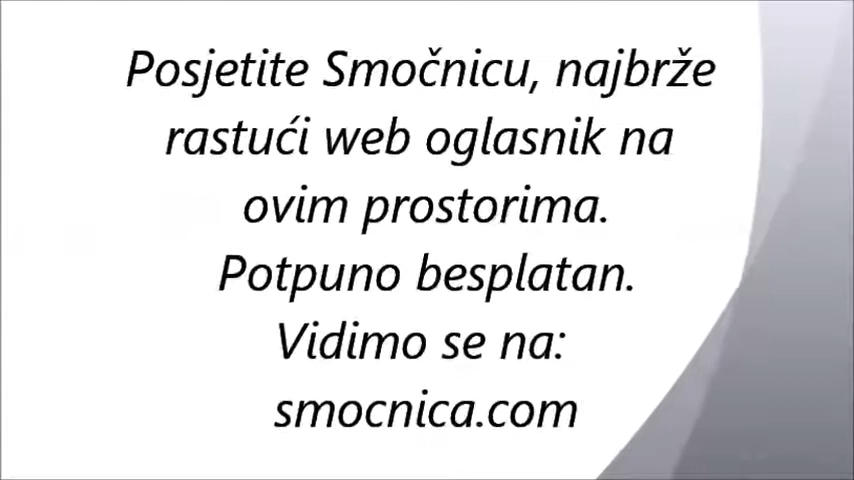 Posjetite Smočnicu, najbrže
rastući web oglasnik na
ovim prostorima.
Potpuno besplatan.
Vidimo se na:
smocnica.com